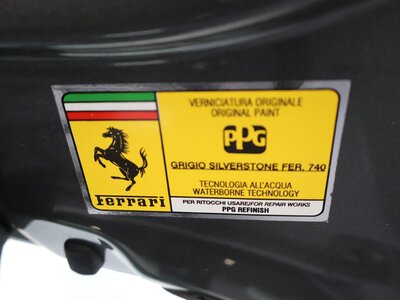 VERNICIATURA ORIGINALE
ORIGINAL PAINT
PPG
GRIGIO SILVERSTONE FER. 740
TECNOLOGIA ALL'ACQUA
WATERBORNE TECHNOLOGY
Ferrari
PER RITOCCHI USARE/FOR REPAIR WORKS
PPG REFINISH